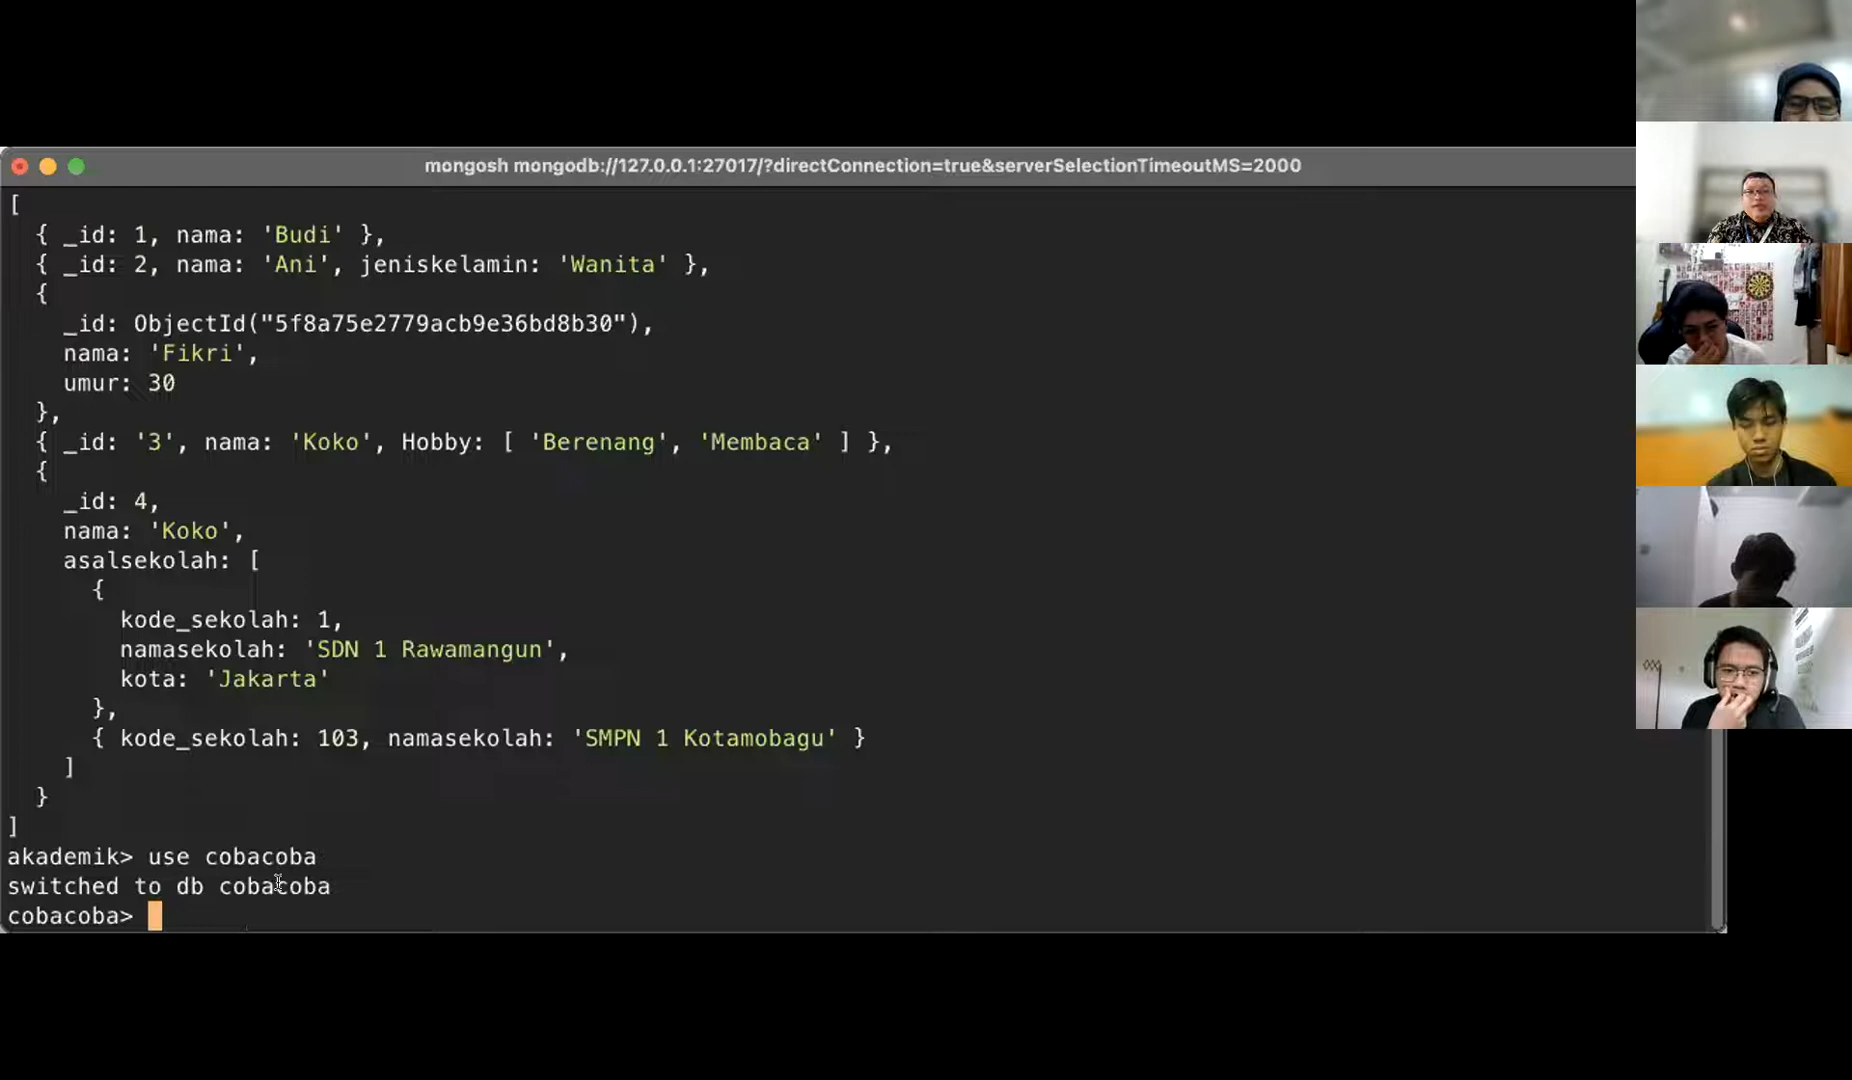 mongosh mongodb://127.0.0.1:27017/?directConnection=true&serverSelectionTimeoutMS=2000
[
  { _id: 1, nama: 'Budi' },
  { _id: 2, nama: 'Ani', jeniskelamin: 'Wanita' },
  {
    _id: ObjectId("5f8a75e2779acb9e36bd8b30"),
    nama: 'Fikri',
    umur: 30
  },
  { _id: '3', nama: 'Koko', Hobby: [ 'Berenang', 'Membaca' ] },
  {
    _id: 4,
    nama: 'Koko',
    asalsekolah: [
      {
        kode_sekolah: 1,
        namasekolah: 'SDN 1 Rawamangun',
        kota: 'Jakarta'
      },
      { kode_sekolah: 103, namasekolah: 'SMPN 1 Kotamobagu' }
    ]
  }
]
akademik> use cobacoba
switched to db cobacoba
cobacoba>